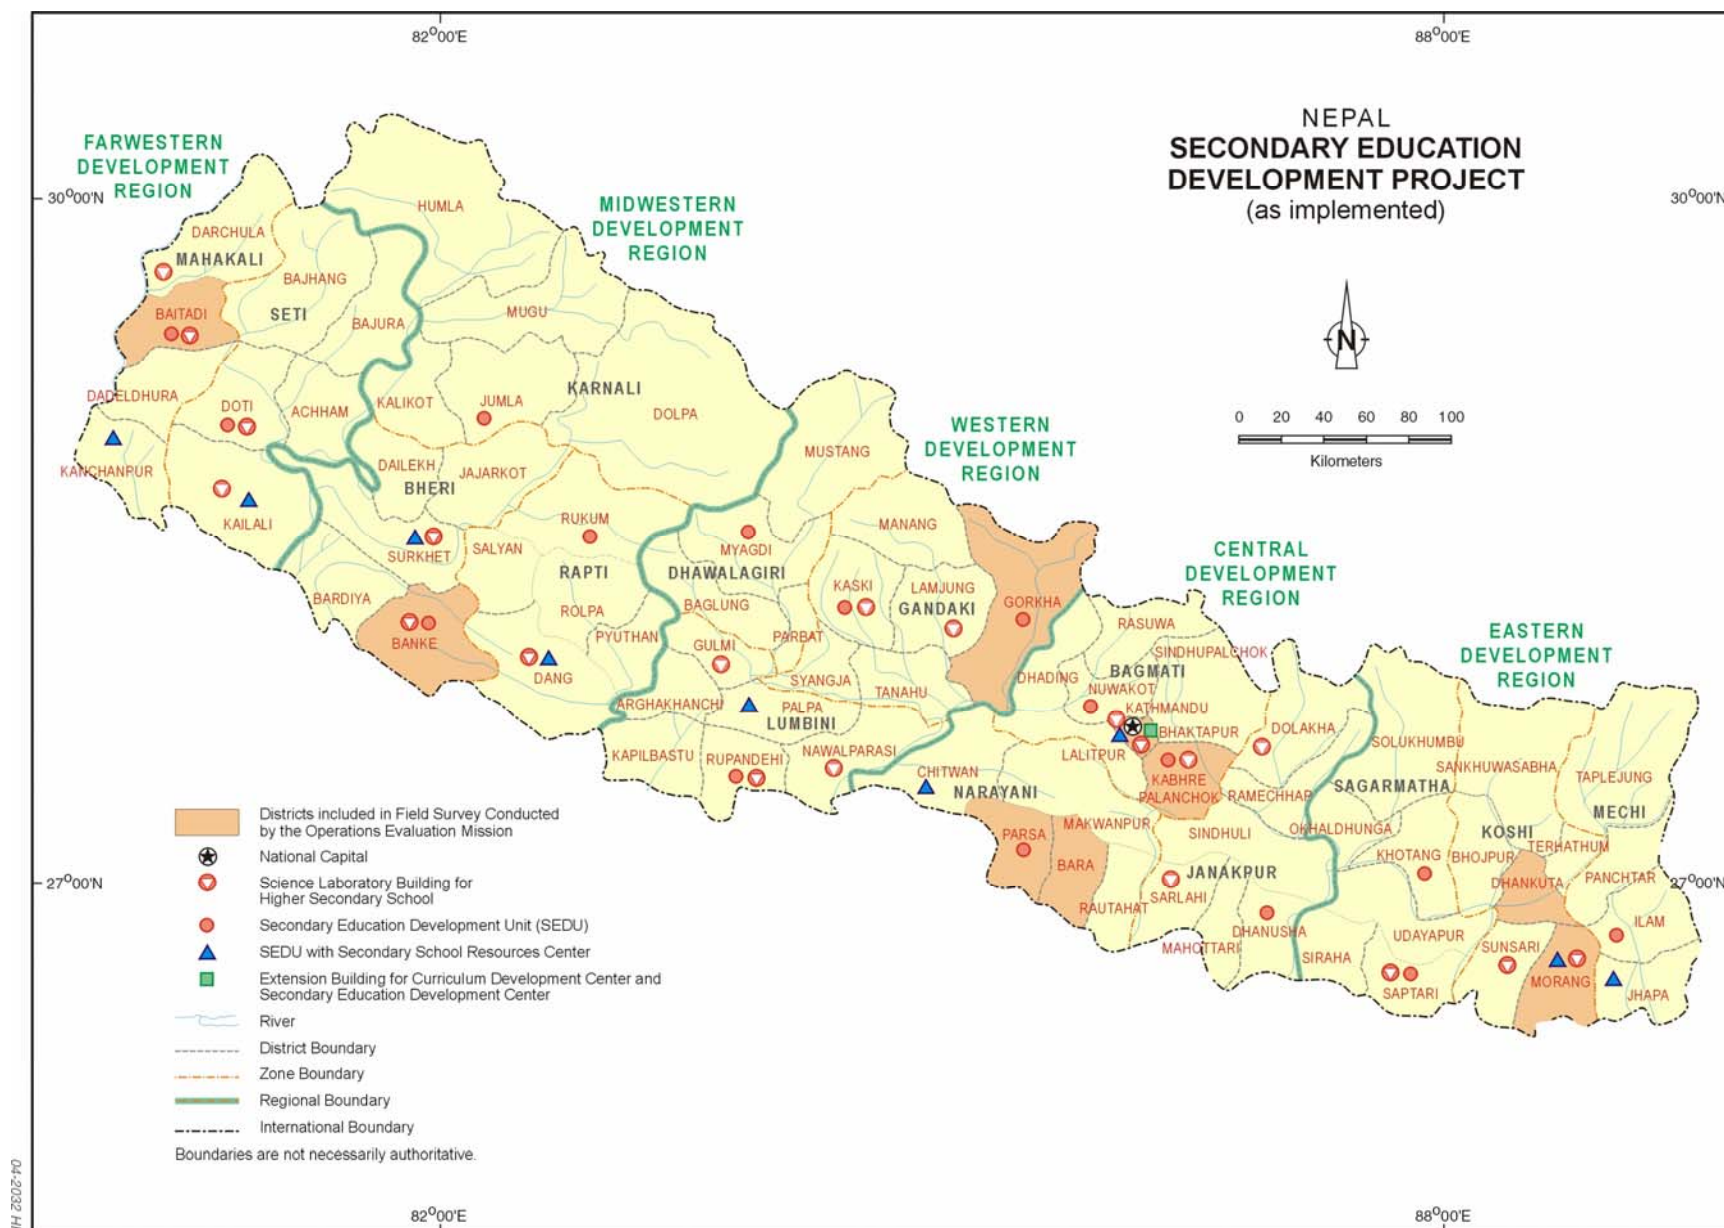 82°00'E
88°00'E
NEPAL
SECONDARY EDUCATION
DEVELOPMENT PROJECT
(as implemented)
30°00'N
30°00'N
FARWESTERN
DEVELOPMENT
REGION
MIDWESTERN
DEVELOPMENT
REGION
WESTERN
DEVELOPMENT
REGION
CENTRAL
DEVELOPMENT
REGION
EASTERN
DEVELOPMENT
REGION
N
0 20 40 60 80 100
Kilometers
HUMLA
DARCHULA
MAHAKALI
BAJHANG
BAITADI
SETI
BAJURA
MUGU
DADELDHURA
DOTI
ACHHAM
KALIKOT
JUMLA
KARNALI
DOLPA
KANCHANPUR
KAILALI
DAILEKH
BHERI
JAJARKOT
MUSTANG
SURKHET
SALYAN
RUKUM
RAPTI
ROLPA
PYUTHAN
BARDIYA
BANKE
DANG
MYAGDI
DHAWALAGIRI
BAGLUNG
PARBAT
GULMI
MANANG
KASKI
LAMJUNG
GANDAKI
GORKHA
SYANGJA
TANAHU
ARGHAKHANCHI
PALPA
LUMBINI
KAPILBASTU
RUPANDEHI
NAWALPARASI
RASUWA
SINDHUPALCHOK
BAGMATI
DHADING
NUWAKOT
KATHMANDU
BHAKTAPUR
LALITPUR
KABHRE
PALANCHOK
DOLAKHA
RAMECHHAP
CHITWAN
NARAYANI
MAKWANPUR
PARSA
BARA
RAUTAHAT
SINDHULI
JANAKPUR
SARLAHI
MAHOTTARI
DHANUSHA
SOLUKHUMBU
SANKHUWASABHA
TAPLEJUNG
SAGARMATHA
MECHI
OKHALDHUNGA
KOSHI
TERHATHUM
KHOTANG
BHOJPUR
DHANKUTA
PANCHTAR
ILAM
UDAYAPUR
SUNSARI
SIRAHA
SAPTARI
MORANG
JHAPA
27°00'N
27°00'N
Districts included in Field Survey Conducted
by the Operations Evaluation Mission
National Capital
Science Laboratory Building for
Higher Secondary School
Secondary Education Development Unit (SEDU)
SEDU with Secondary School Resources Center
Extension Building for Curriculum Development Center and
Secondary Education Development Center
River
District Boundary
Zone Boundary
Regional Boundary
International Boundary
Boundaries are not necessarily authoritative.
82°00'E
88°00'E